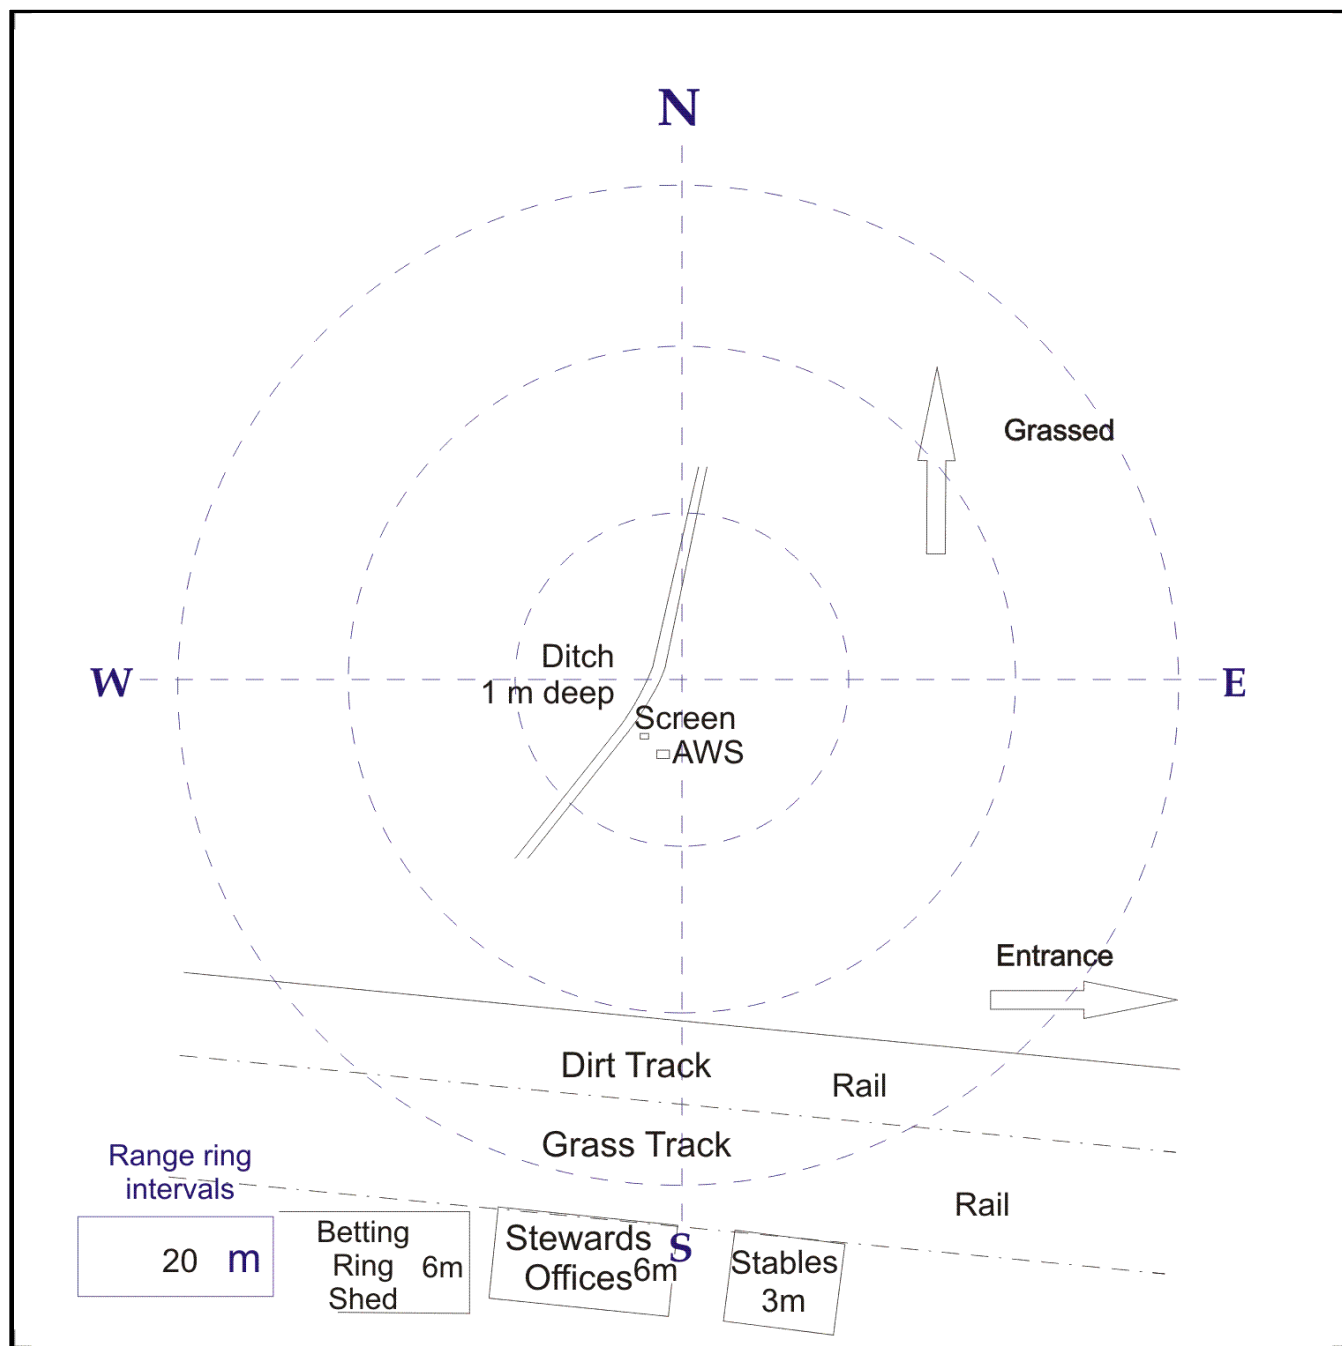 N
Grassed
Ditch
1 m deep
W
E
Screen
AWS
Entrance
Dirt Track
Rail
Grass Track
Range ring
intervals
20 m
Rail
Betting
Ring 6m
Shed
Stewards
Offices 6m
S
Stables
3m